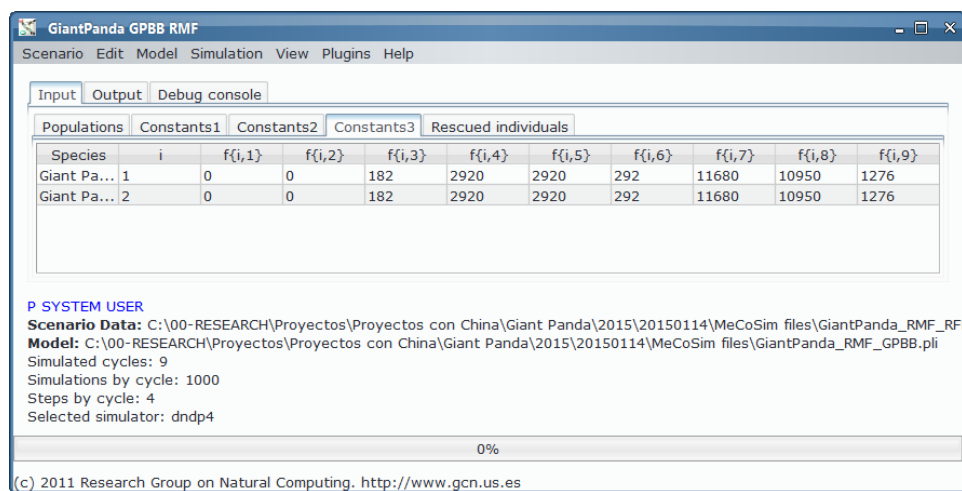 GiantPanda GPBB RMF
Scenario Edit Model Simulation View Plugins Help
Input Output Debug console
Populations Constants1 Constants2 Constants3 Rescued individuals
Species i f{i,1} f{i,2} f{i,3} f{i,4} f{i,5} f{i,6} f{i,7} f{i,8} f{i,9}
Giant Pa... 1 0 0 182 2920 2920 292 11680 10950 1276
Giant Pa... 2 0 0 182 2920 2920 292 11680 10950 1276
P SYSTEM USER
Scenario Data: C:\00-RESEARCH\Proyectos\Proyectos con China\Giant Panda\2015\20150114\MeCoSim files\GiantPanda_RMF_RF
Model: C:\00-RESEARCH\Proyectos\Proyectos con China\Giant Panda\2015\20150114\MeCoSim files\GiantPanda_RMF_GPBB.pli
Simulated cycles: 9
Simulations by cycle: 1000
Steps by cycle: 4
Selected simulator: dndp4
0%
(c) 2011 Research Group on Natural Computing. http://www.gcn.us.es